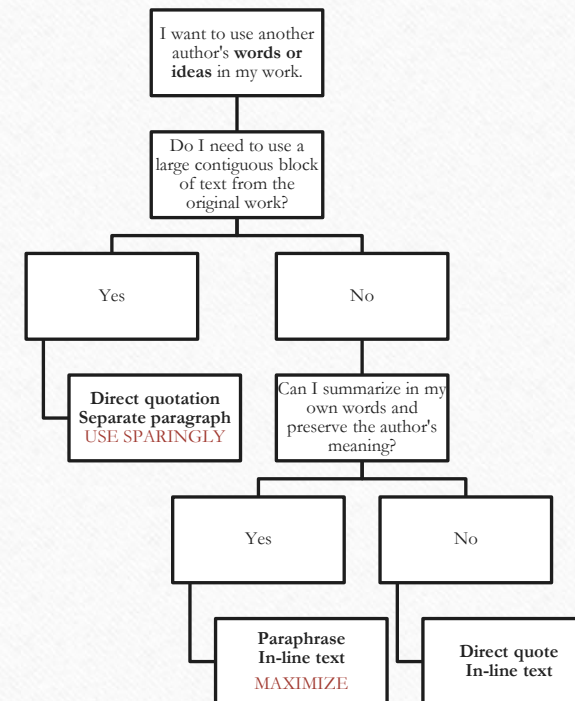 I want to use another
author's words or
ideas in my work.
Do I need to use a
large contiguous block
of text from the
original work?
Yes
No
Direct quotation
Separate paragraph
USE SPARINGLY
Can I summarize in my
own words and
preserve the author's
meaning?
Yes
No
Paraphrase
In-line text
MAXIMIZE
Direct quote
In-line text